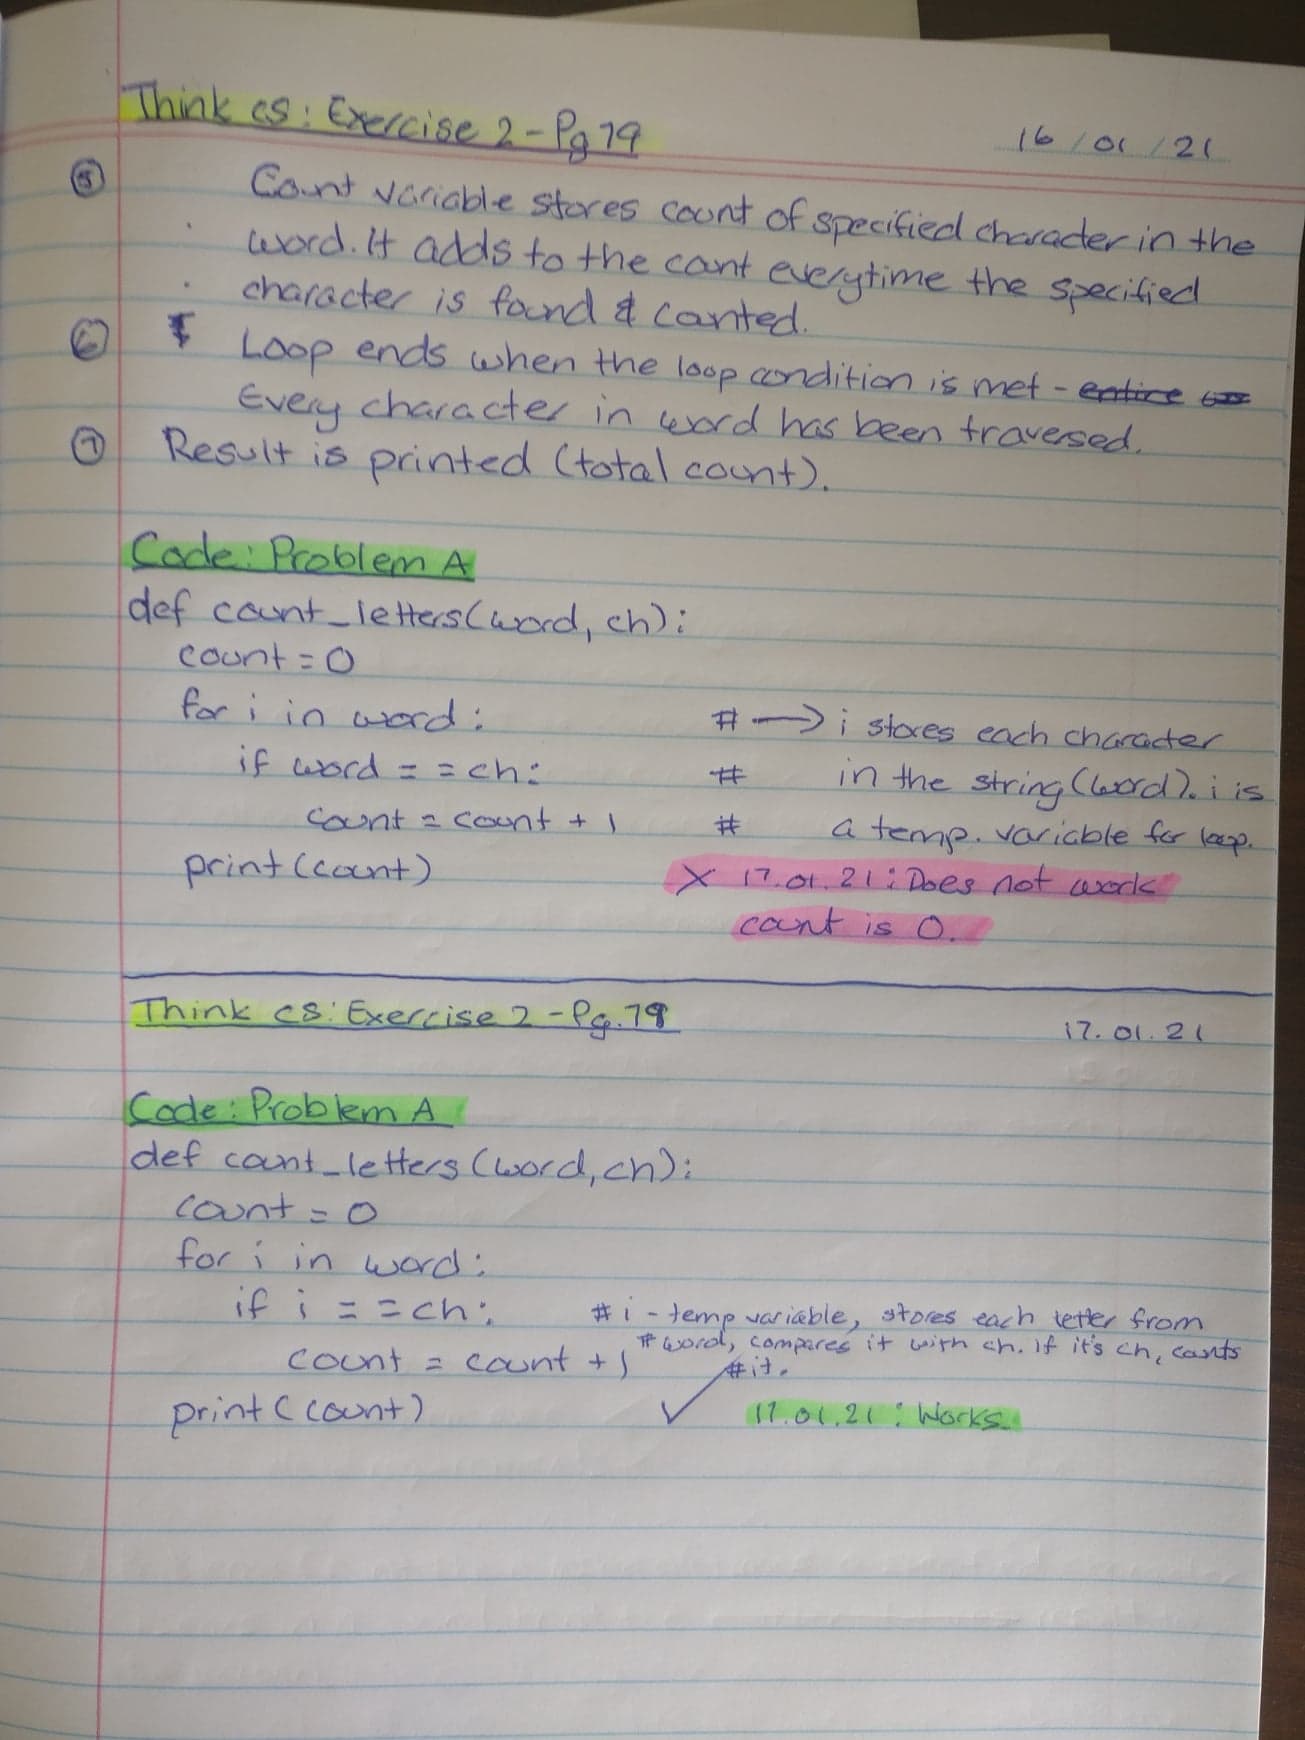 Think CS: Exercise 2 - Pg 79
16/01/21
5 Count variable stores count of specified character in the
word. It adds to the count everytime the specified
character is found & counted.
6 Loop ends when the loop condition is met - entire
Every character in word has been traversed.
7 Result is printed (total count).
Code: Problem A
def count_letters(word, ch):
count = 0
for i in word: # → i stores each character
if word == ch: # in the string (word). i is
count = count + 1 # a temp. variable for loop.
print(count) X 17.01.21: Does not work
count is 0.
Think CS: Exercise 2 - Pg. 79
17.01.21
Code: Problem A
def count_letters (word, ch):
count = 0
for i in word:
if i == ch: # i - temp variable, stores each letter from
# word, compares it with ch. If it's ch, counts
count = count + 1 # it.
print(count) ✓ 17.01.21: Works.